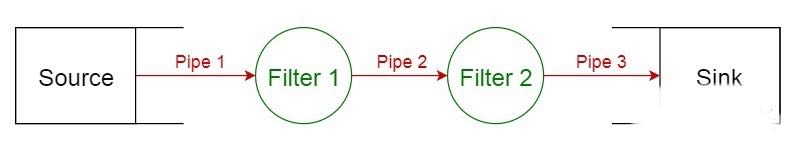 Source
Pipe 1
Filter 1
Pipe 2
Filter 2
Pipe 3
Sink